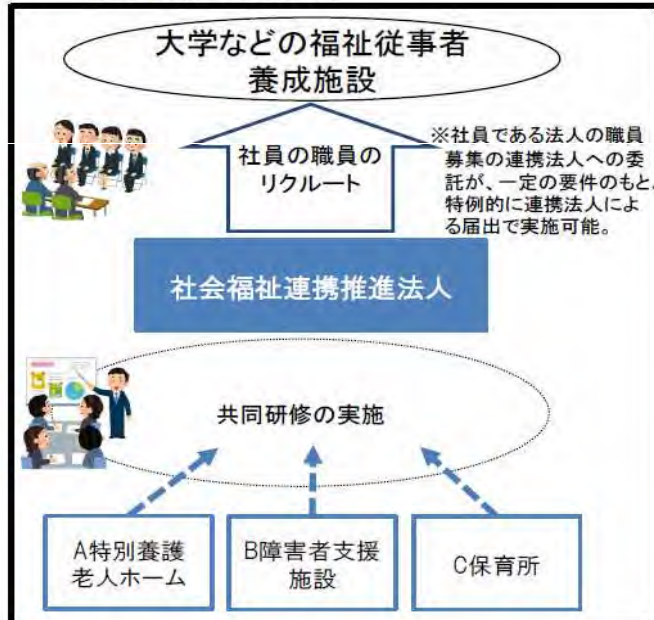 大学などの福祉従事者
養成施設
社員の職員の
リクルート
※社員である法人の職員
募集の連携法人への委
託が、一定の要件のもと、
特例的に連携法人によ
る届出で実施可能。
社会福祉連携推進法人
共同研修の実施
A特別養護
老人ホーム
B障害者支援
施設
C保育所